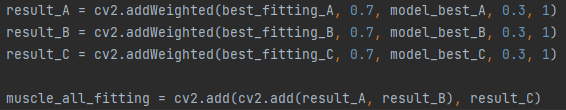 result_A = cv2.addWeighted(best_fitting_A, 0.7, model_best_A, 0.3, 1)
result_B = cv2.addWeighted(best_fitting_B, 0.7, model_best_B, 0.3, 1)
result_C = cv2.addWeighted(best_fitting_C, 0.7, model_best_C, 0.3, 1)
muscle_all_fitting = cv2.add(cv2.add(result_A, result_B), result_C)